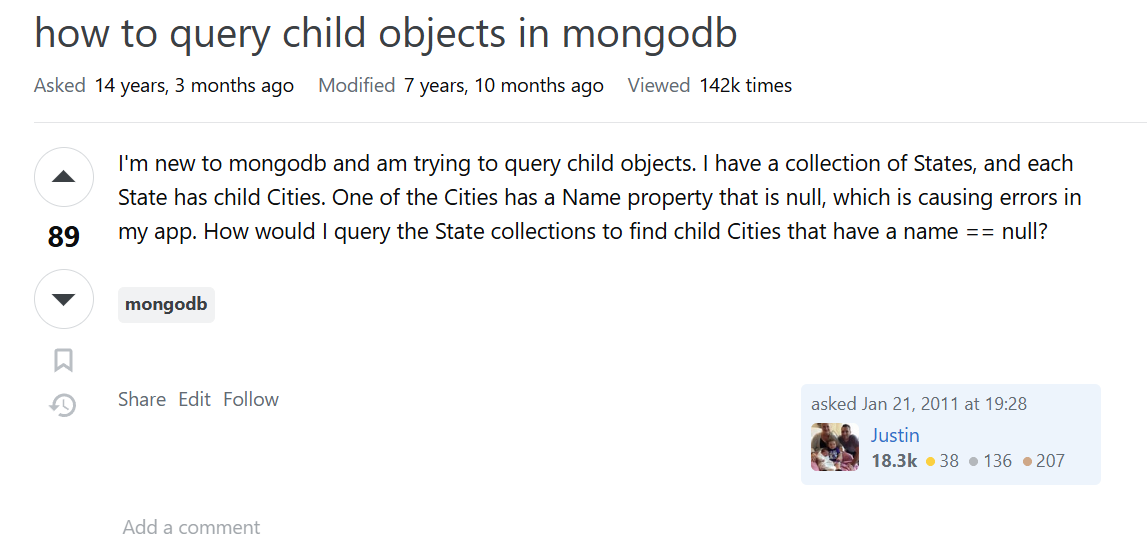 how to query child objects in mongodb
Asked 14 years, 3 months ago Modified 7 years, 10 months ago Viewed 142k times
I'm new to mongodb and am trying to query child objects. I have a collection of States, and each
State has child Cities. One of the Cities has a Name property that is null, which is causing errors in
89 my app. How would I query the State collections to find child Cities that have a name == null?
mongodb
Share Edit Follow
asked Jan 21, 2011 at 19:28
Justin
18.3k 38 136 207
Add a comment